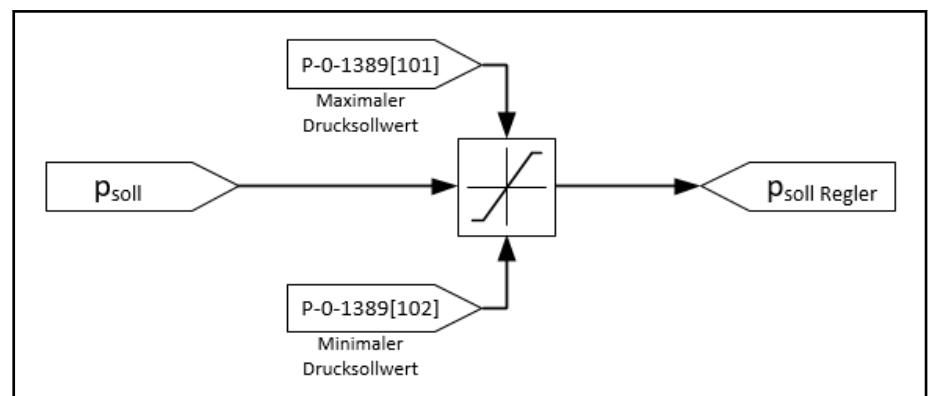 P-0-1389[101]
Maximaler
Drucksollwert
psoll
psoll Regler
P-0-1389[102]
Minimaler
Drucksollwert